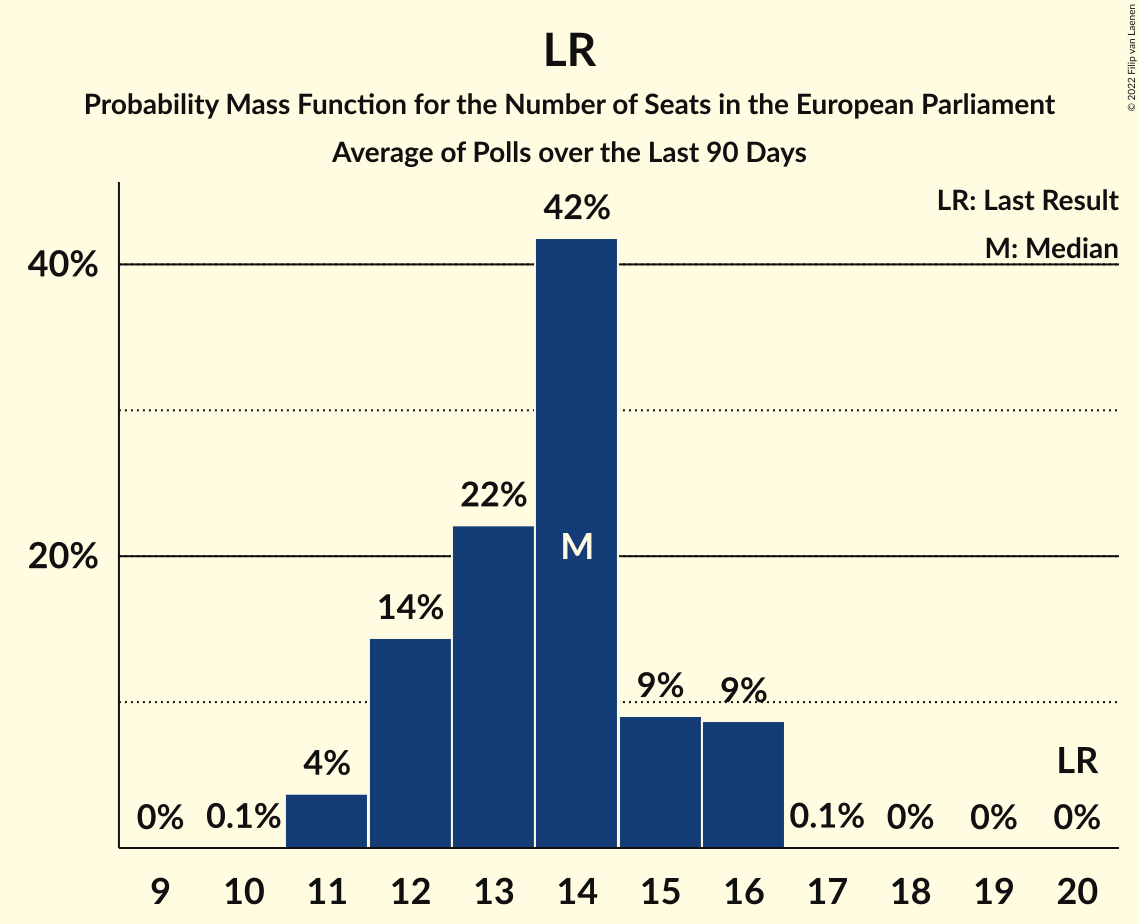 LR
Probability Mass Function for the Number of Seats in the European Parliament
Average of Polls over the Last 90 Days
© 2022 Filip van Laenen
LR: Last Result
M: Median
40%
20%
0%
0.1%
4%
14%
22%
42%
M
9%
9%
0.1%
0%
0%
LR
0%
9 10 11 12 13 14 15 16 17 18 19 20